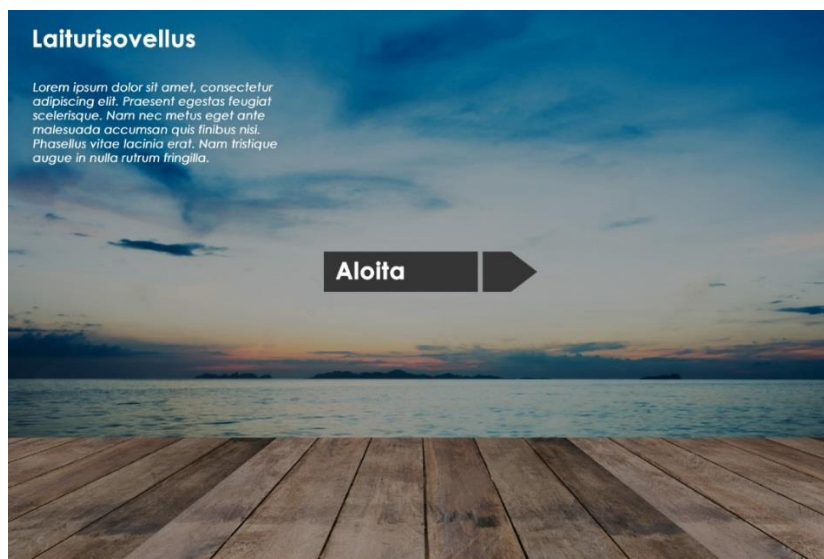 Laiturisovellus
Lorem ipsum dolor sit amet, consectetur
adipiscing elit. Praesent egestas feugiat
scelerisque. Nam nec metus eget ante
malesuada accumsan quis finibus nisi.
Phasellus vitae lacinia erat. Nam tristique
augue in nulla rutrum fringilla.
Aloita